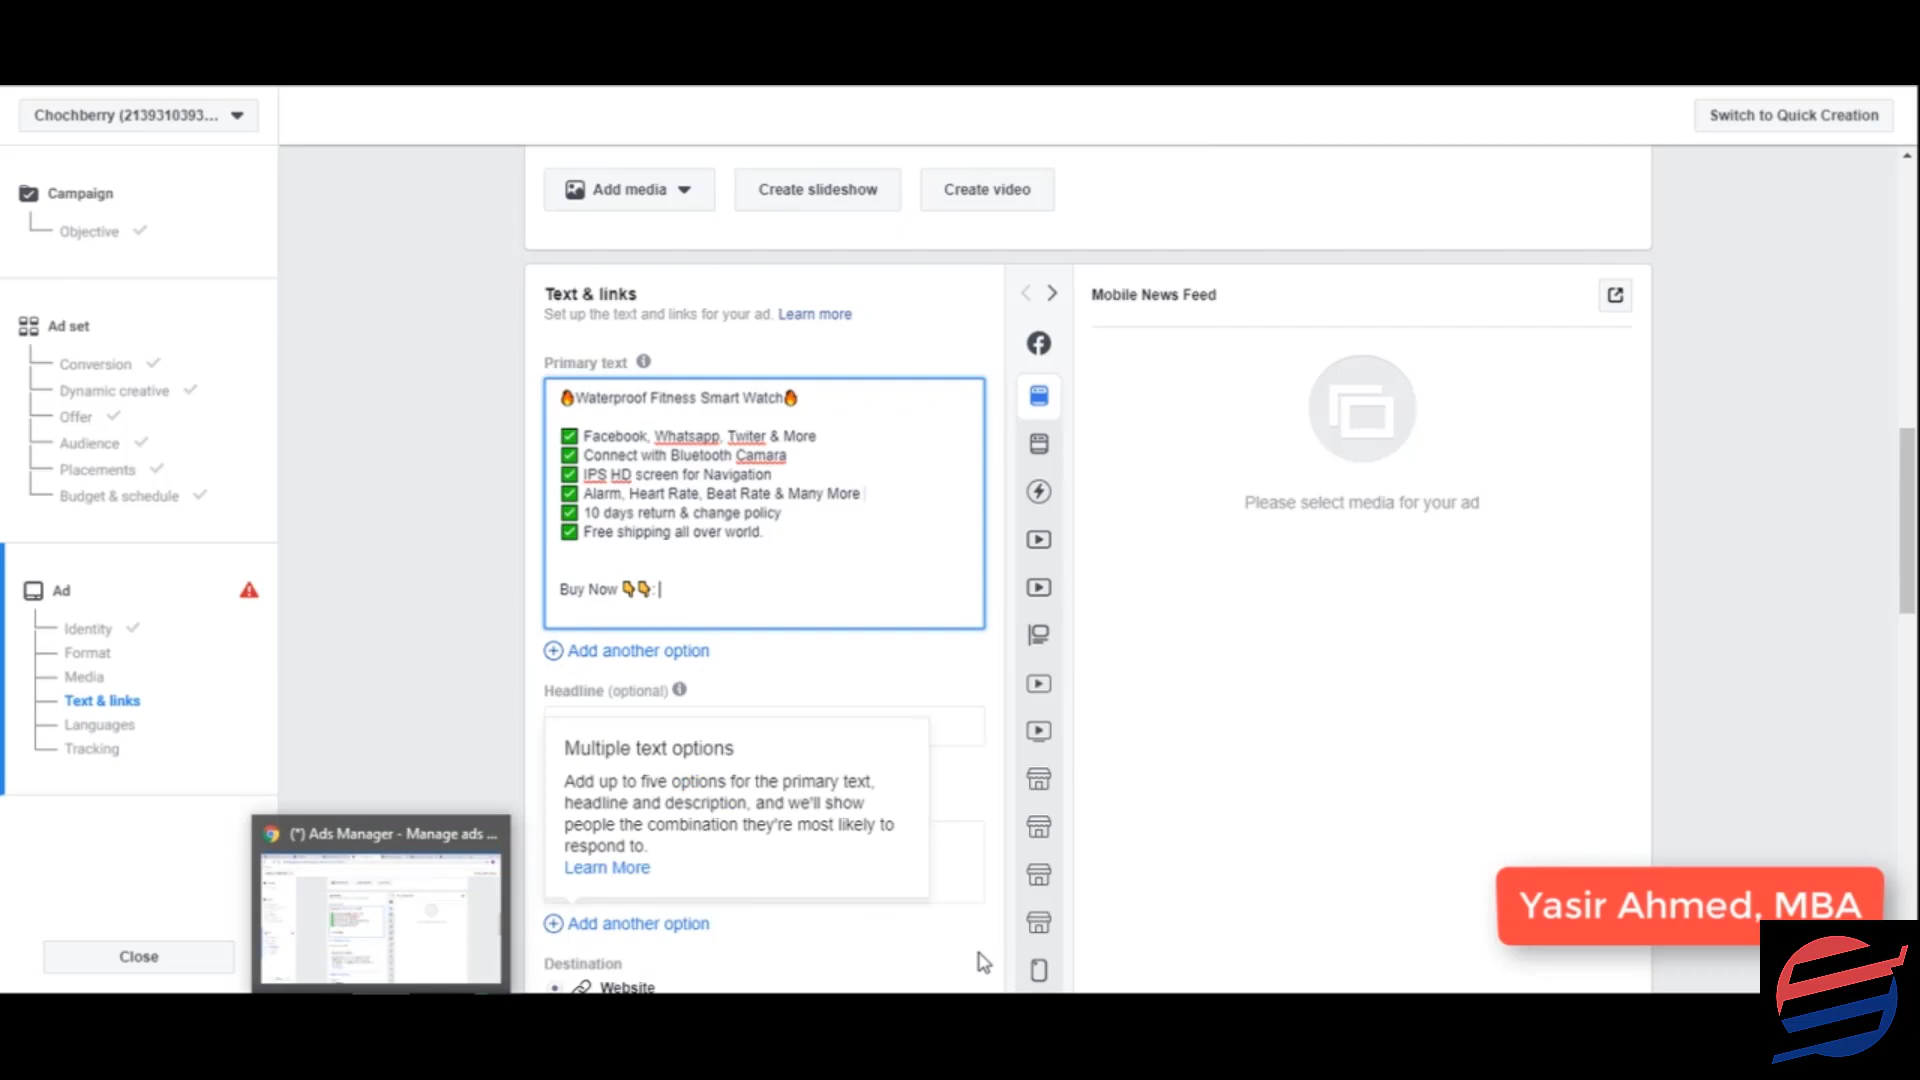 Chochberry (2139310393...
Switch to Quick Creation
Campaign
Objective
Ad set
Conversion
Dynamic creative
Offer
Audience
Placements
Budget & schedule
Ad
Identity
Format
Media
Text & links
Languages
Tracking
Close
(*) Ads Manager - Manage ads ...
Add media
Create slideshow
Create video
Text & links
Set up the text and links for your ad. Learn more
Primary text
🔥Waterproof Fitness Smart Watch🔥
✅ Facebook, Whatsapp, Twiter & More
✅ Connect with Bluetooth Camara
✅ IPS HD screen for Navigation
✅ Alarm, Heart Rate, Beat Rate & Many More
✅ 10 days return & change policy
✅ Free shipping all over world.
Buy Now 👇👇:
Add another option
Headline (optional)
Multiple text options
Add up to five options for the primary text,
headline and description, and we'll show
people the combination they're most likely to
respond to.
Learn More
Add another option
Destination
Website
Mobile News Feed
Please select media for your ad
Yasir Ahmed, MBA